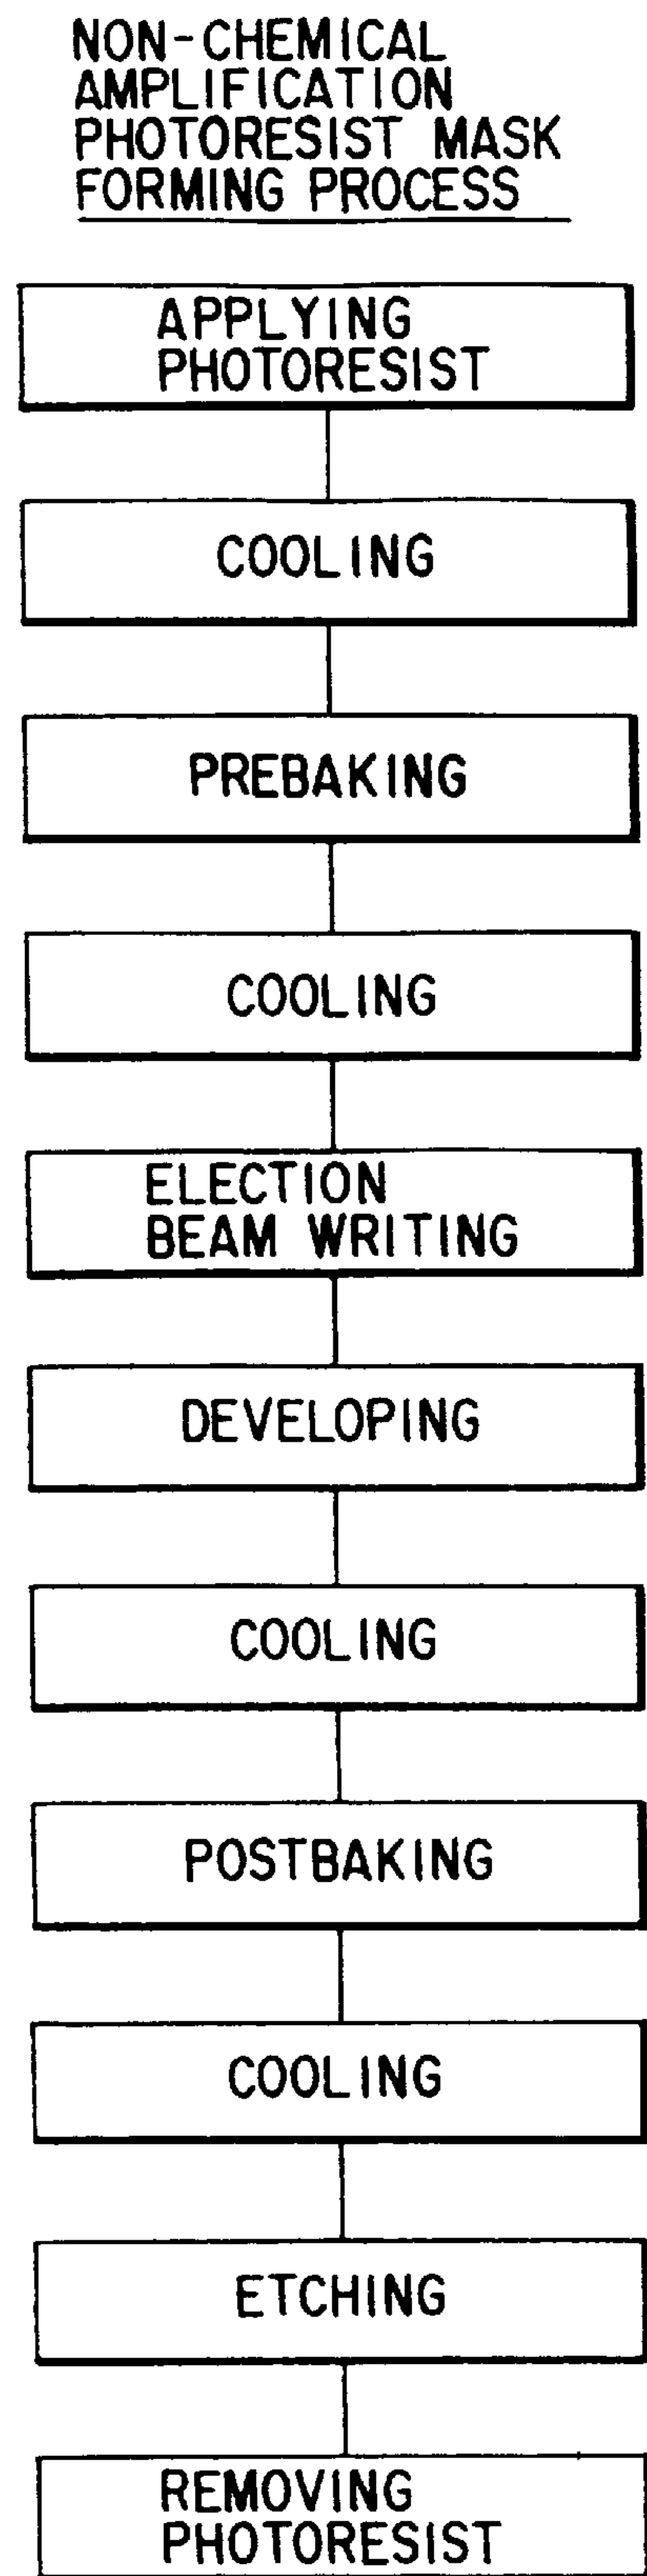 NON-CHEMICAL
AMPLIFICATION
PHOTORESIST MASK
FORMING PROCESS
APPLYING
PHOTORESIST
COOLING
PREBAKING
COOLING
ELECTION
BEAM WRITING
DEVELOPING
COOLING
POSTBAKING
COOLING
ETCHING
REMOVING
PHOTORESIST